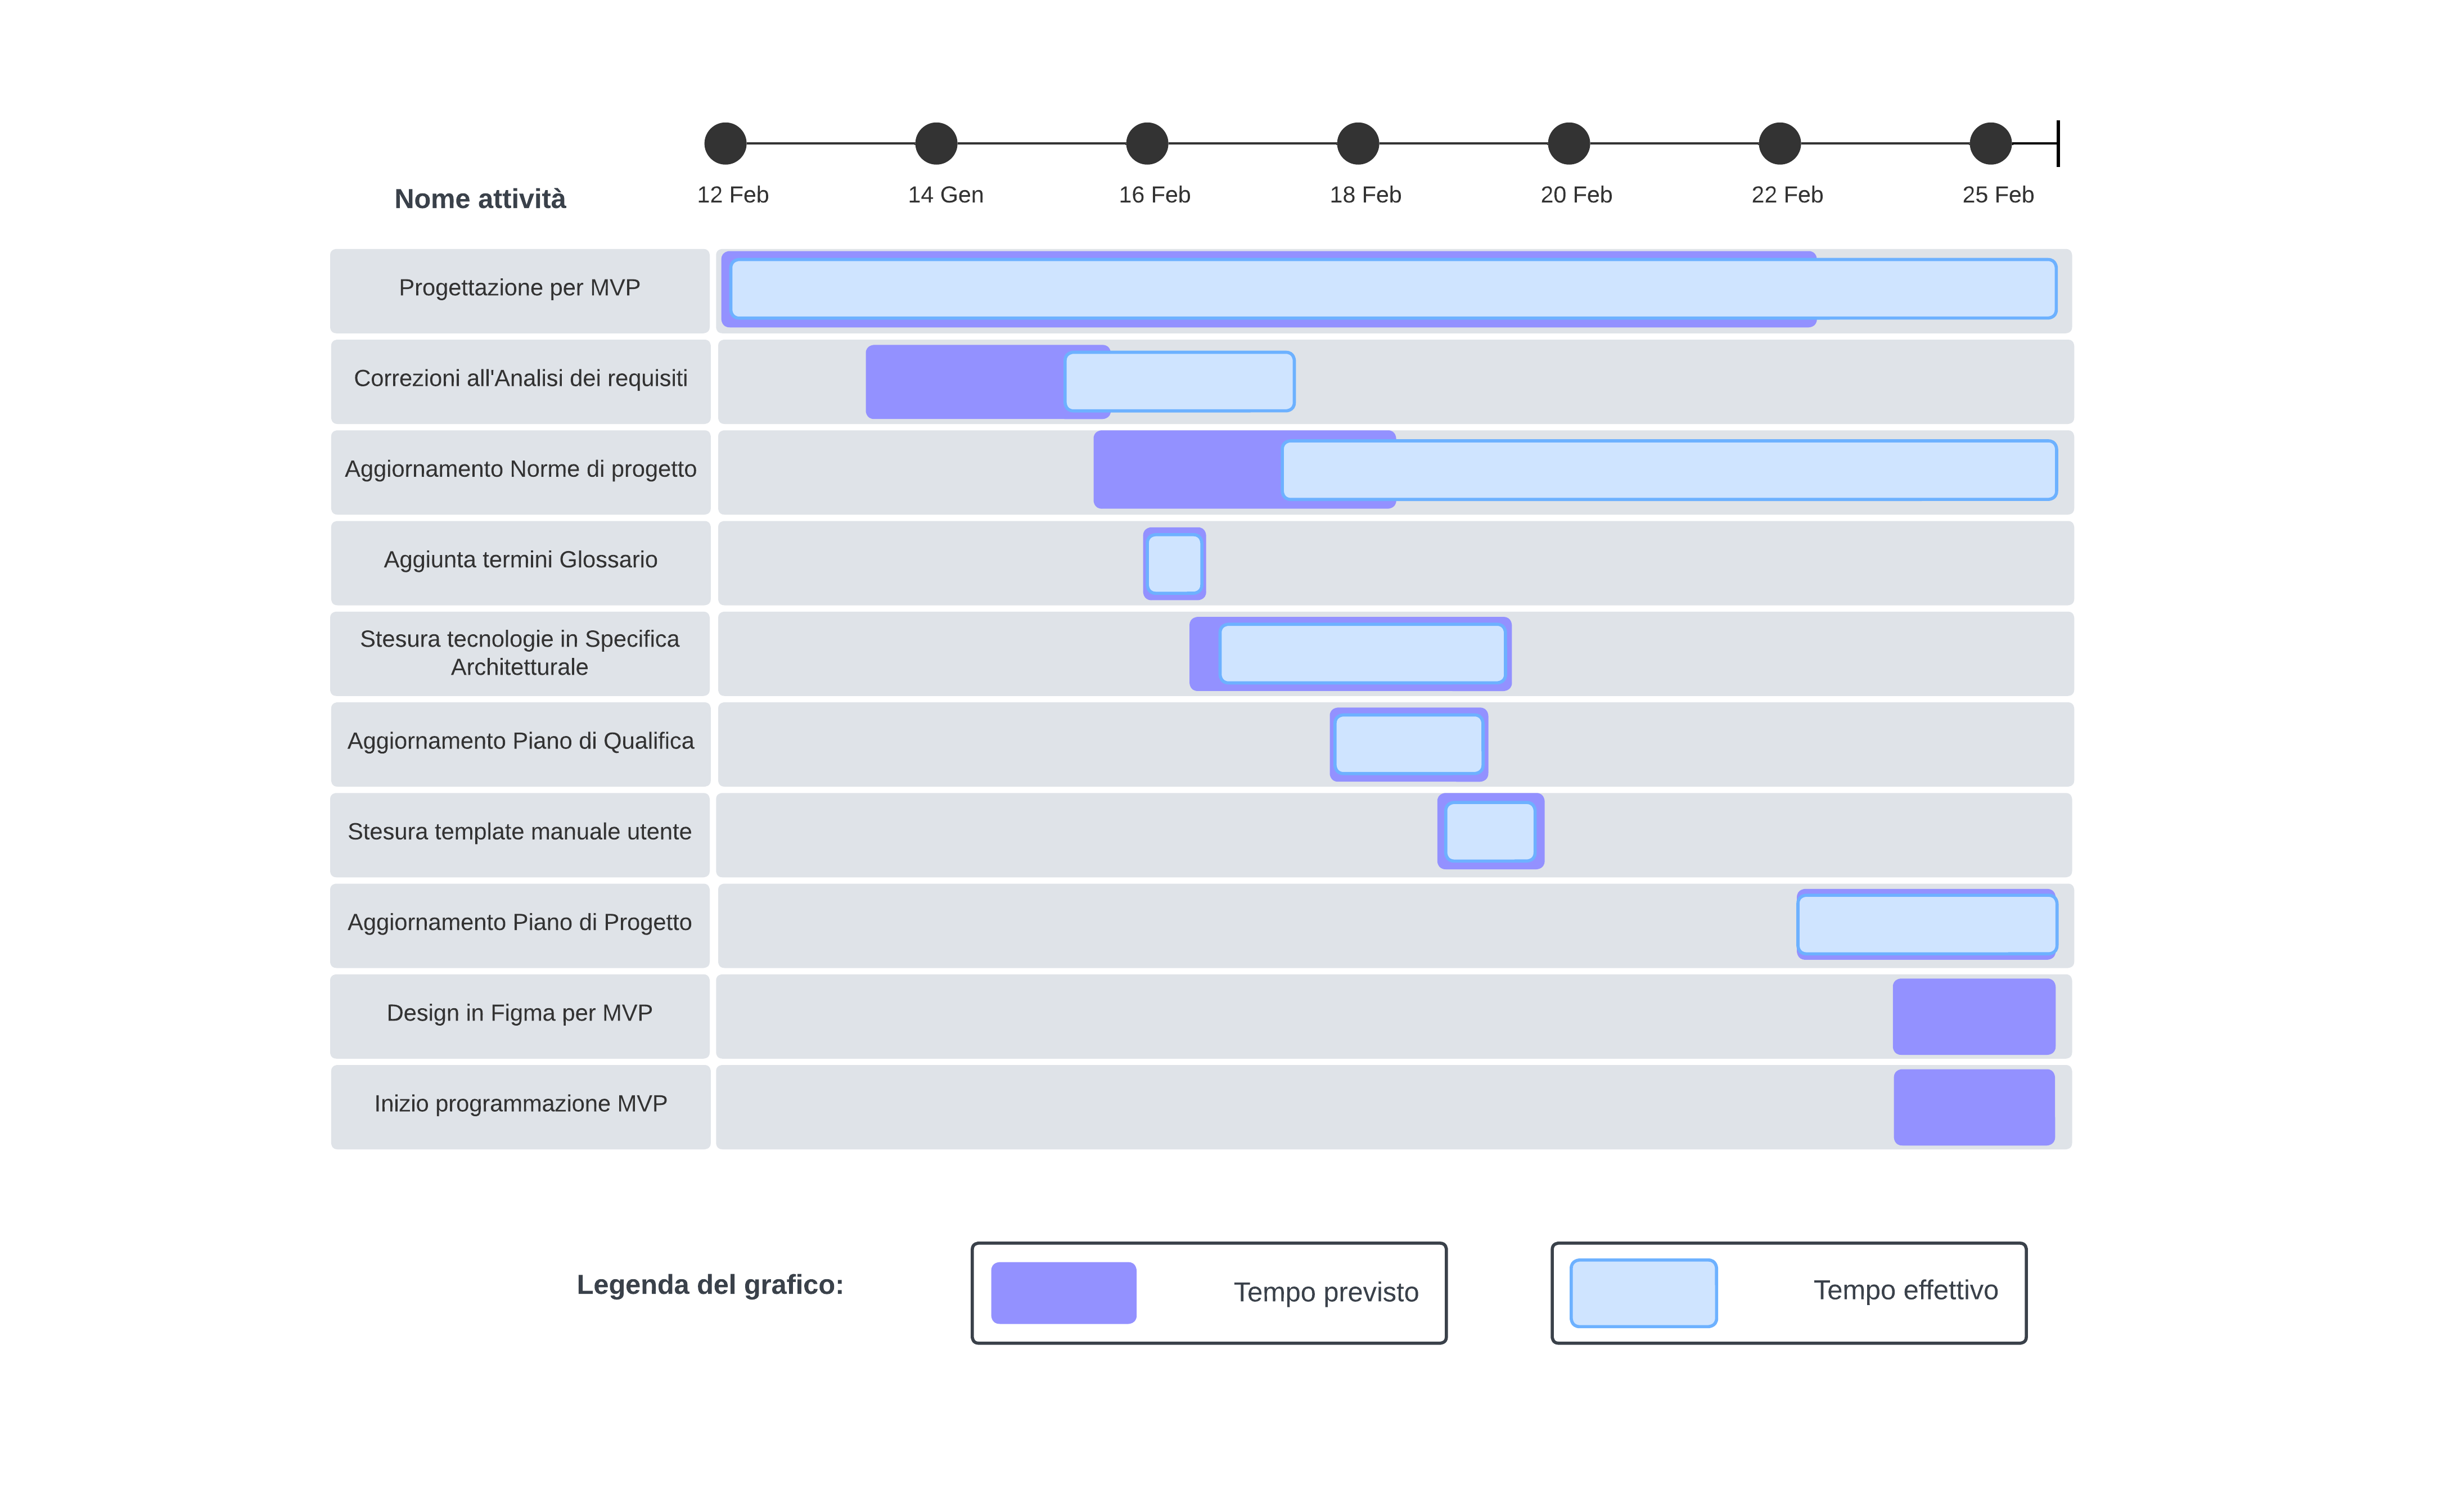 12 Feb
14 Gen
16 Feb
18 Feb
20 Feb
22 Feb
25 Feb
Nome attività
Progettazione per MVP
Correzioni all'Analisi dei requisiti
Aggiornamento Norme di progetto
Aggiunta termini Glossario
Stesura tecnologie in Specifica
Architetturale
Aggiornamento Piano di Qualifica
Stesura template manuale utente
Aggiornamento Piano di Progetto
Design in Figma per MVP
Inizio programmazione MVP
Legenda del grafico:
Tempo previsto
Tempo effettivo